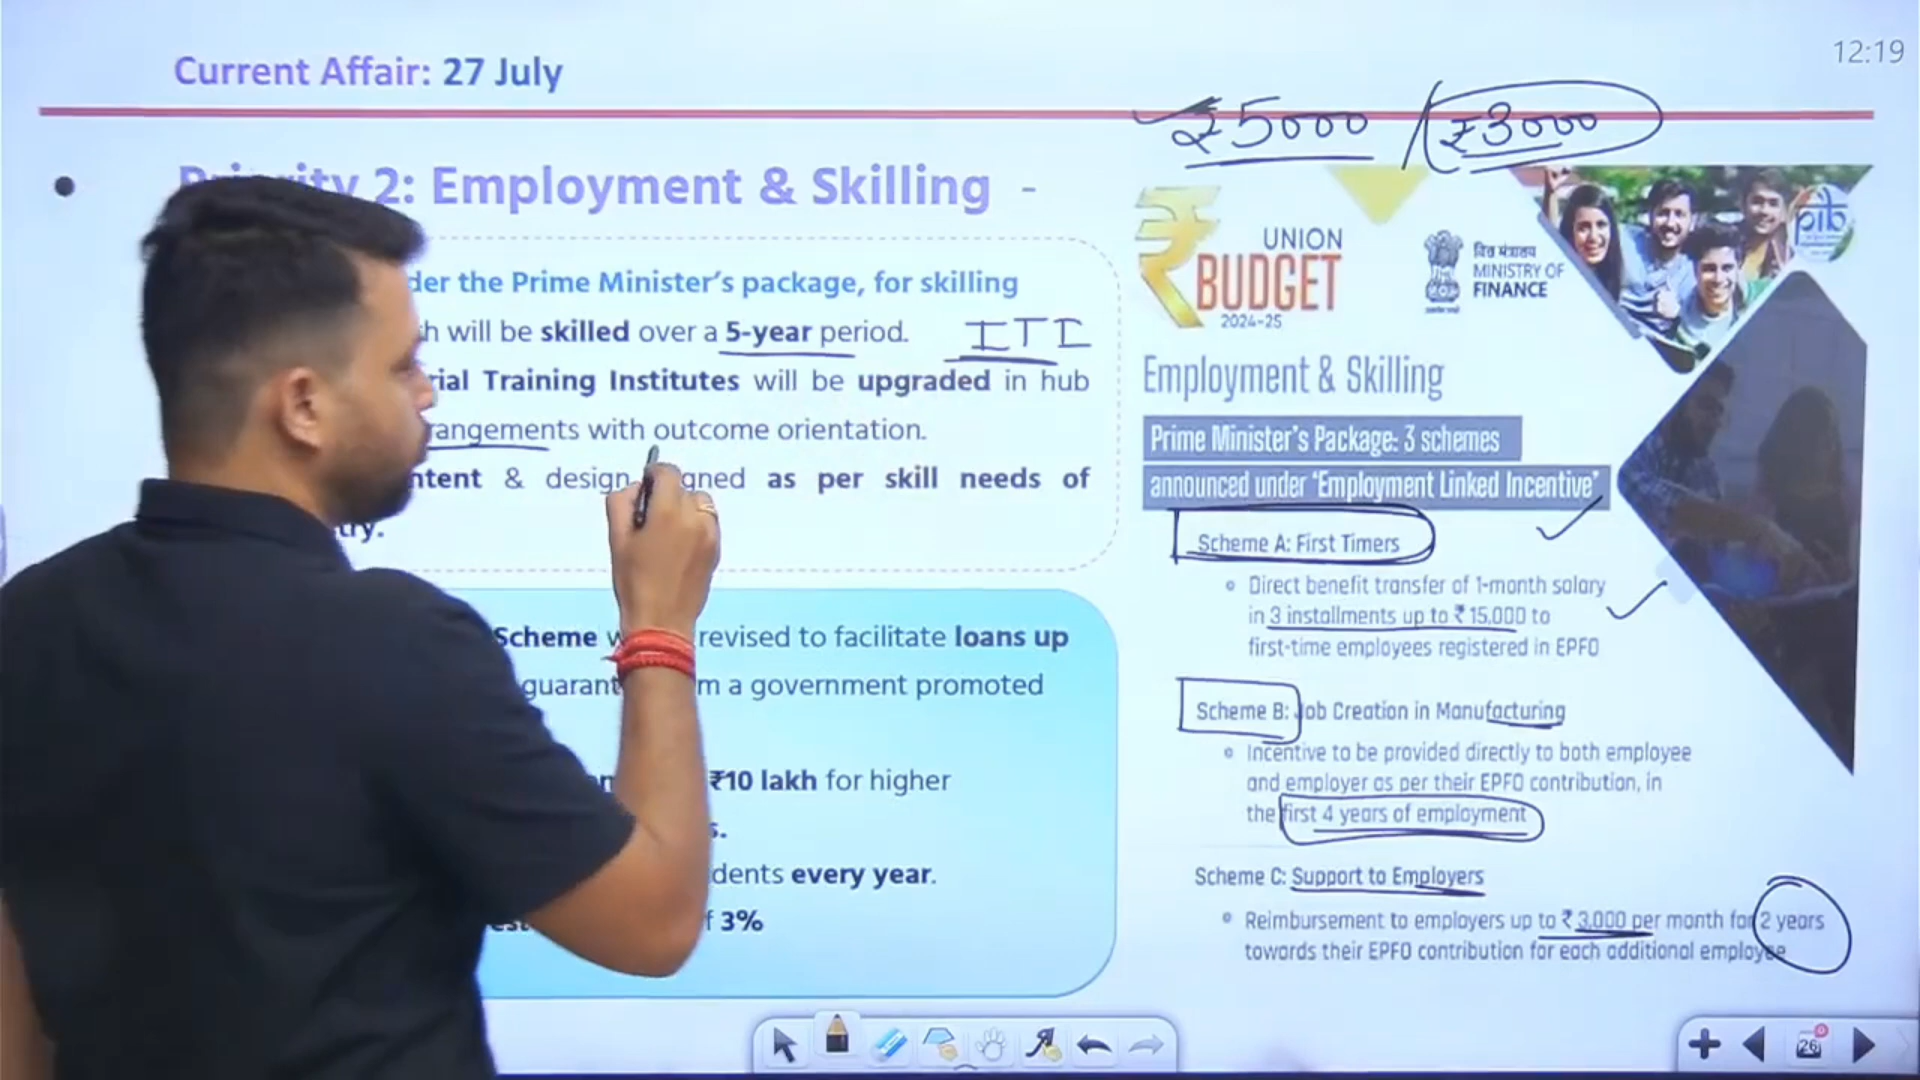 Current Affair: 27 July
12:19
₹5000 / ₹3000
Priority 2: Employment & Skilling -
the Prime Minister's package, for skilling
will be skilled over a 5-year period.
ITI
Training Institutes will be upgraded in hub
with outcome orientation.
& design as per skill needs of
Scheme revised to facilitate loans up
a government promoted
₹10 lakh for higher
every year.
3%
UNION
BUDGET
2024-25
वित्त मंत्रालय
MINISTRY OF
FINANCE
pib
Employment & Skilling
Prime Minister's Package: 3 schemes
announced under 'Employment Linked Incentive'
Scheme A: First Timers
Direct benefit transfer of 1-month salary
in 3 installments up to ₹ 15,000 to
first-time employees registered in EPFO
Scheme B: Job Creation in Manufacturing
Incentive to be provided directly to both employee
and employer as per their EPFO contribution, in
the first 4 years of employment
Scheme C: Support to Employers
Reimbursement to employers up to ₹ 3,000 per month for 2 years
towards their EPFO contribution for each additional employee
26